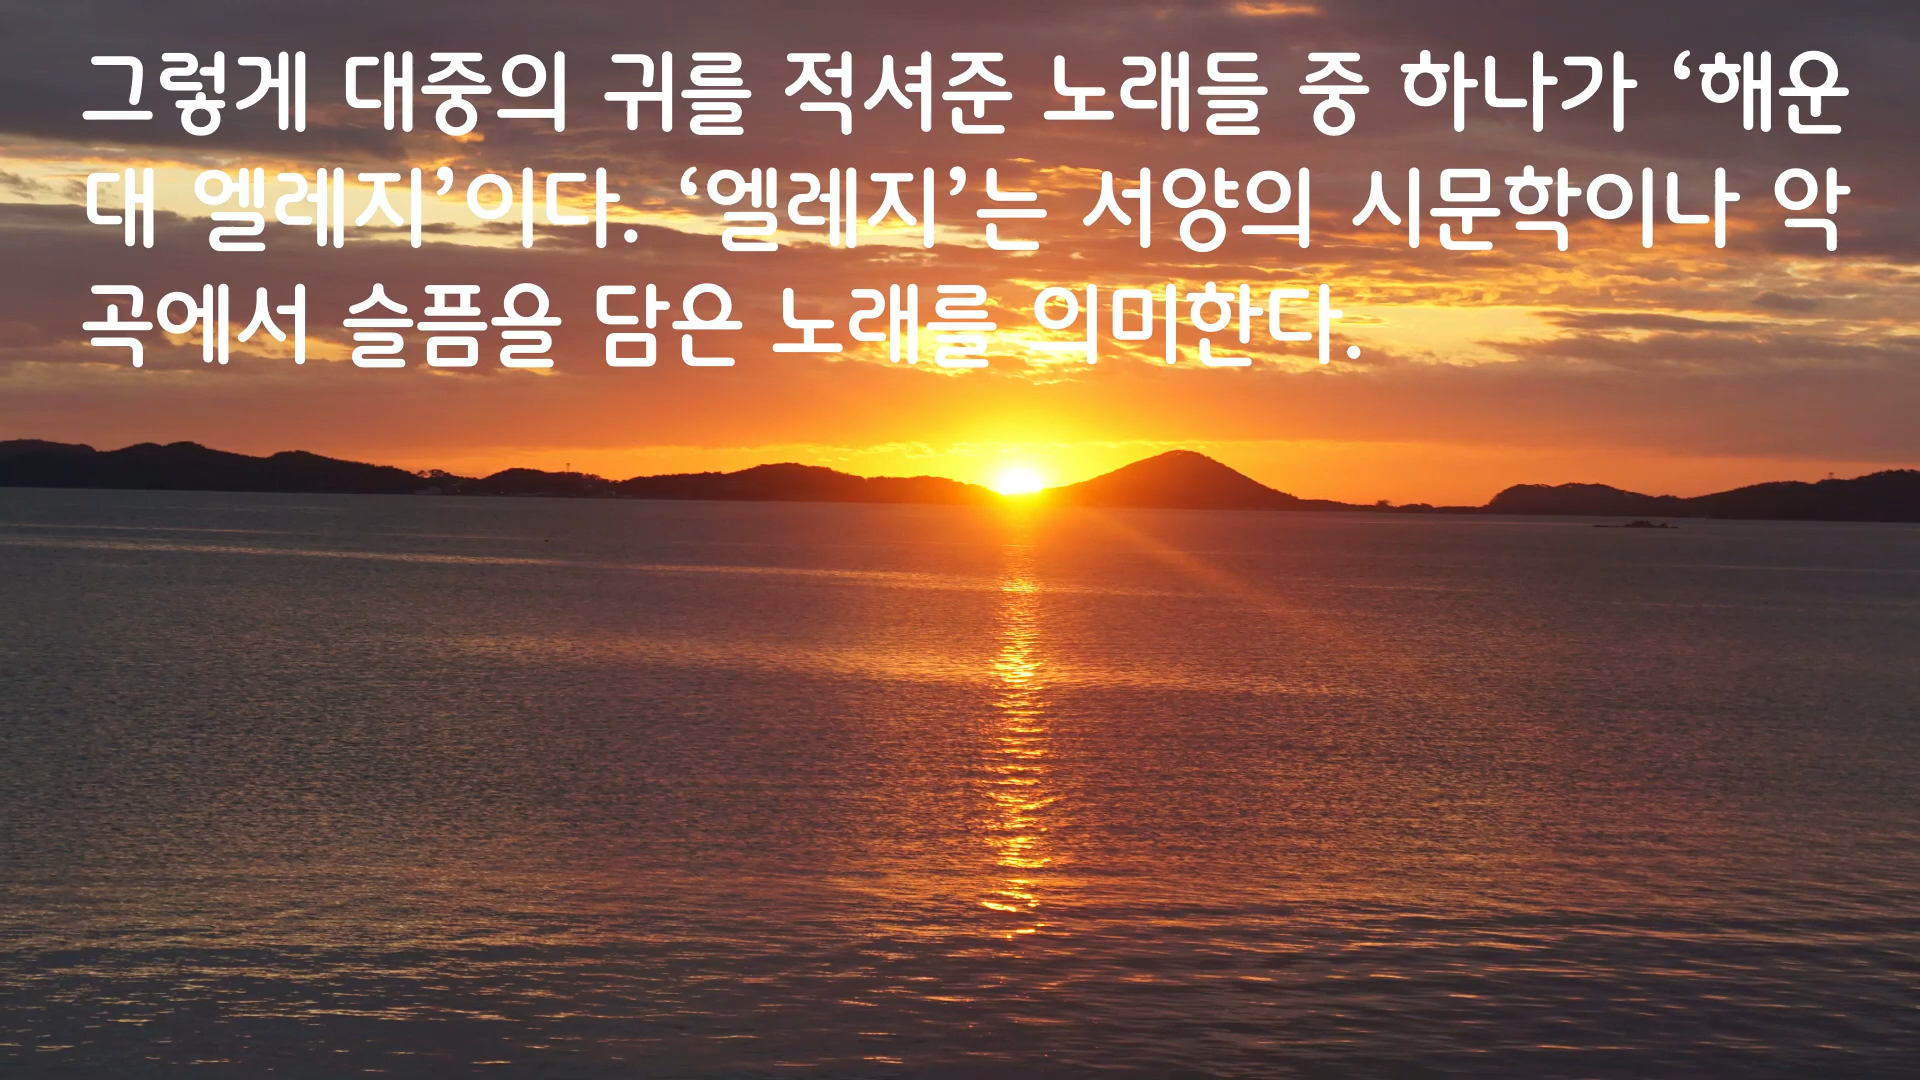 그렇게 대중의 귀를 적셔준 노래들 중 하나가 ‘해운
대 엘레지’이다. ‘엘레지’는 서양의 시문학이나 악
곡에서 슬픔을 담은 노래를 의미한다.